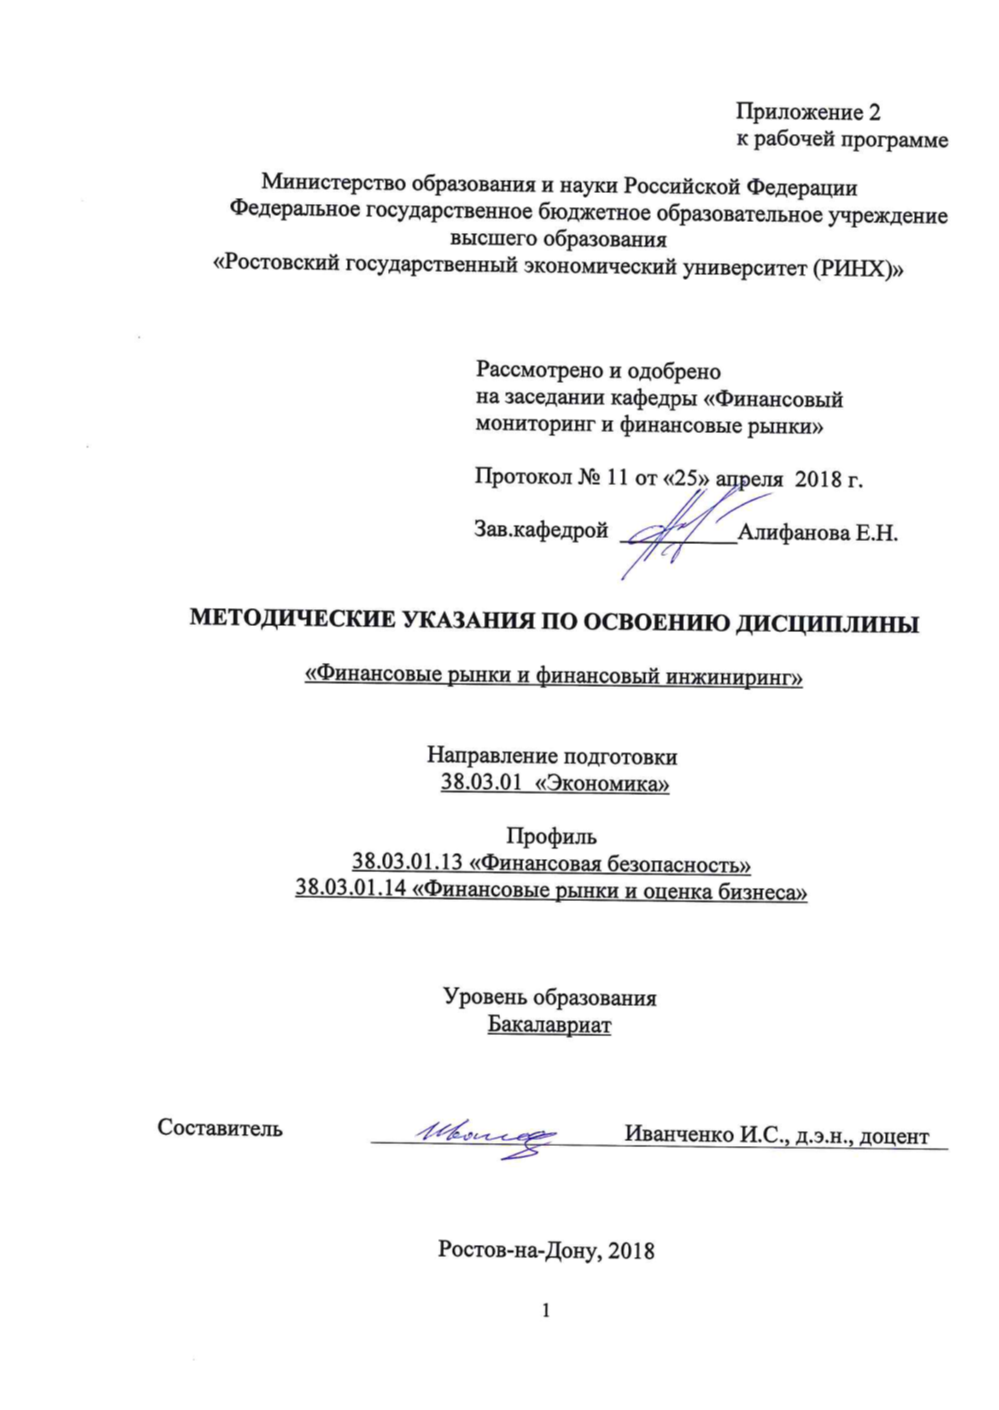 Приложение 2
к рабочей программе
Министерство образования и науки Российской Федерации
Федеральное государственное бюджетное образовательное учреждение
высшего образования
«Ростовский государственный экономический университет (РИНХ)»
Рассмотрено и одобрено
на заседании кафедры «Финансовый
мониторинг и финансовые рынки»
Протокол № 11 от «25» апреля 2018 г.
Зав.кафедрой __________Алифанова Е.Н.
МЕТОДИЧЕСКИЕ УКАЗАНИЯ ПО ОСВОЕНИЮ ДИСЦИПЛИНЫ
«Финансовые рынки и финансовый инжиниринг»
Направление подготовки
38.03.01 «Экономика»
Профиль
38.03.01.13 «Финансовая безопасность»
38.03.01.14 «Финансовые рынки и оценка бизнеса»
Уровень образования
Бакалавриат
Составитель Иванченко И.С., д.э.н., доцент
Ростов-на-Дону, 2018
1